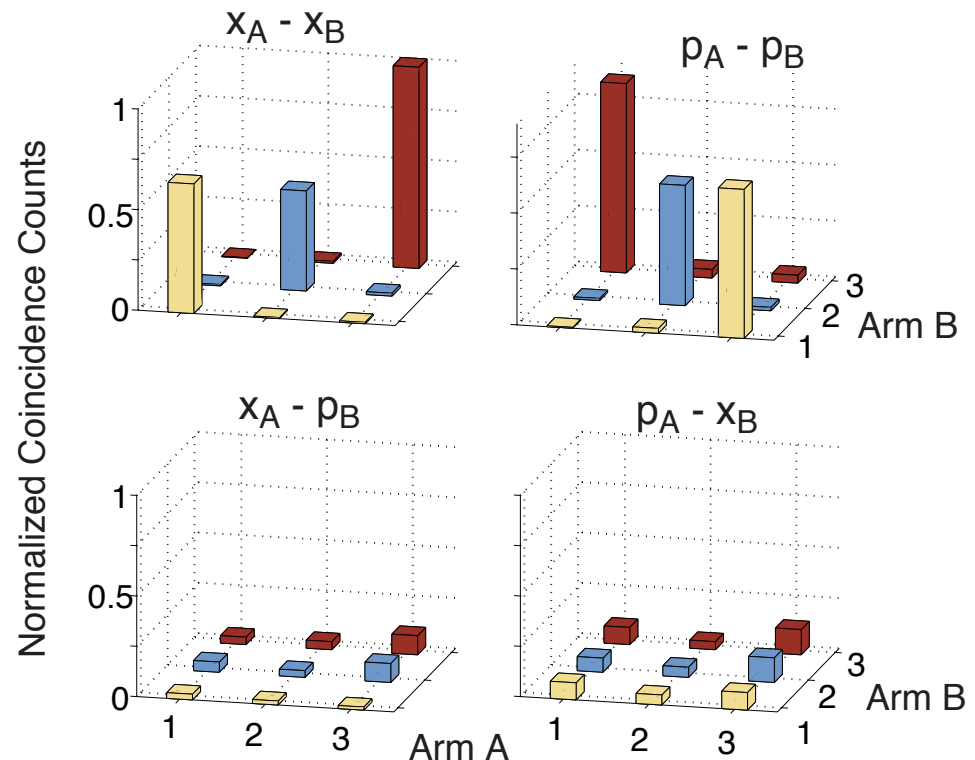 x_A - x_B
p_A - p_B
Normalized Coincidence Counts
1
0.5
0
3
2
1
Arm B
x_A - p_B
p_A - x_B
1
0.5
0
1
2
3
Arm A
1
2
3
3
2
1
Arm B